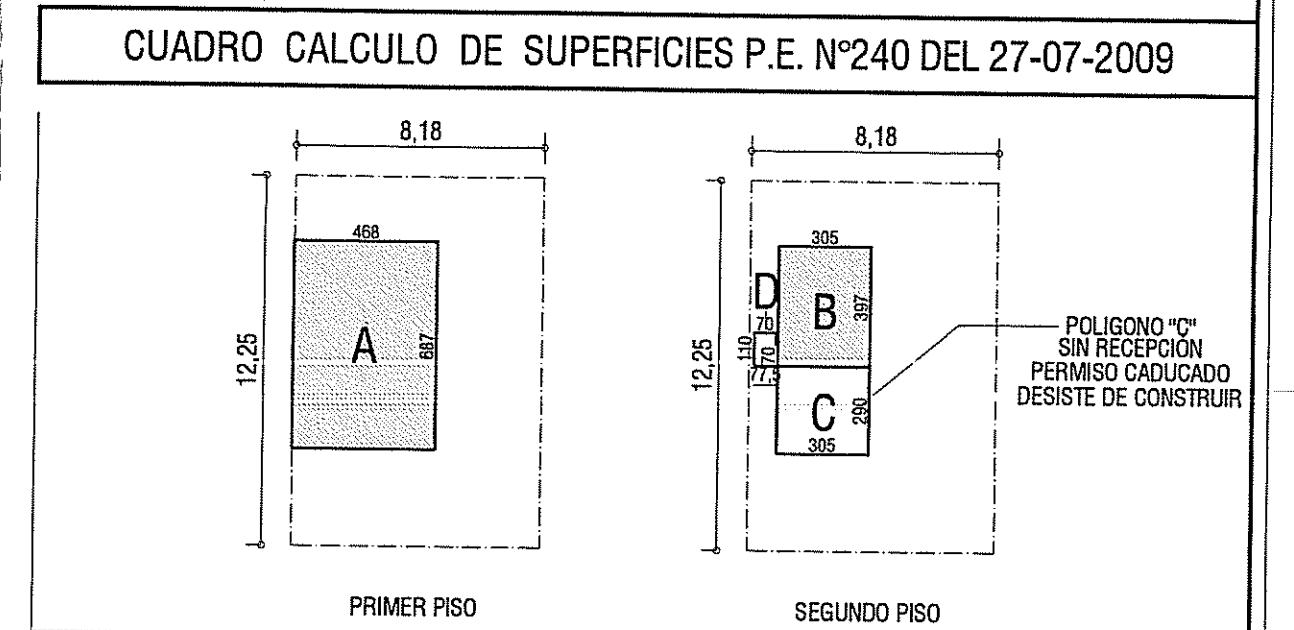 CUADRO CALCULO DE SUPERFICIES P.E. N°240 DEL 27-07-2009
8,18
12,25
468
A
687
PRIMER PISO
8,18
12,25
305
D
B
397
70
110
70
77,5
C
290
305
POLIGONO "C"
SIN RECEPCIÓN
PERMISO CADUCADO
DESISTE DE CONSTRUIR
SEGUNDO PISO